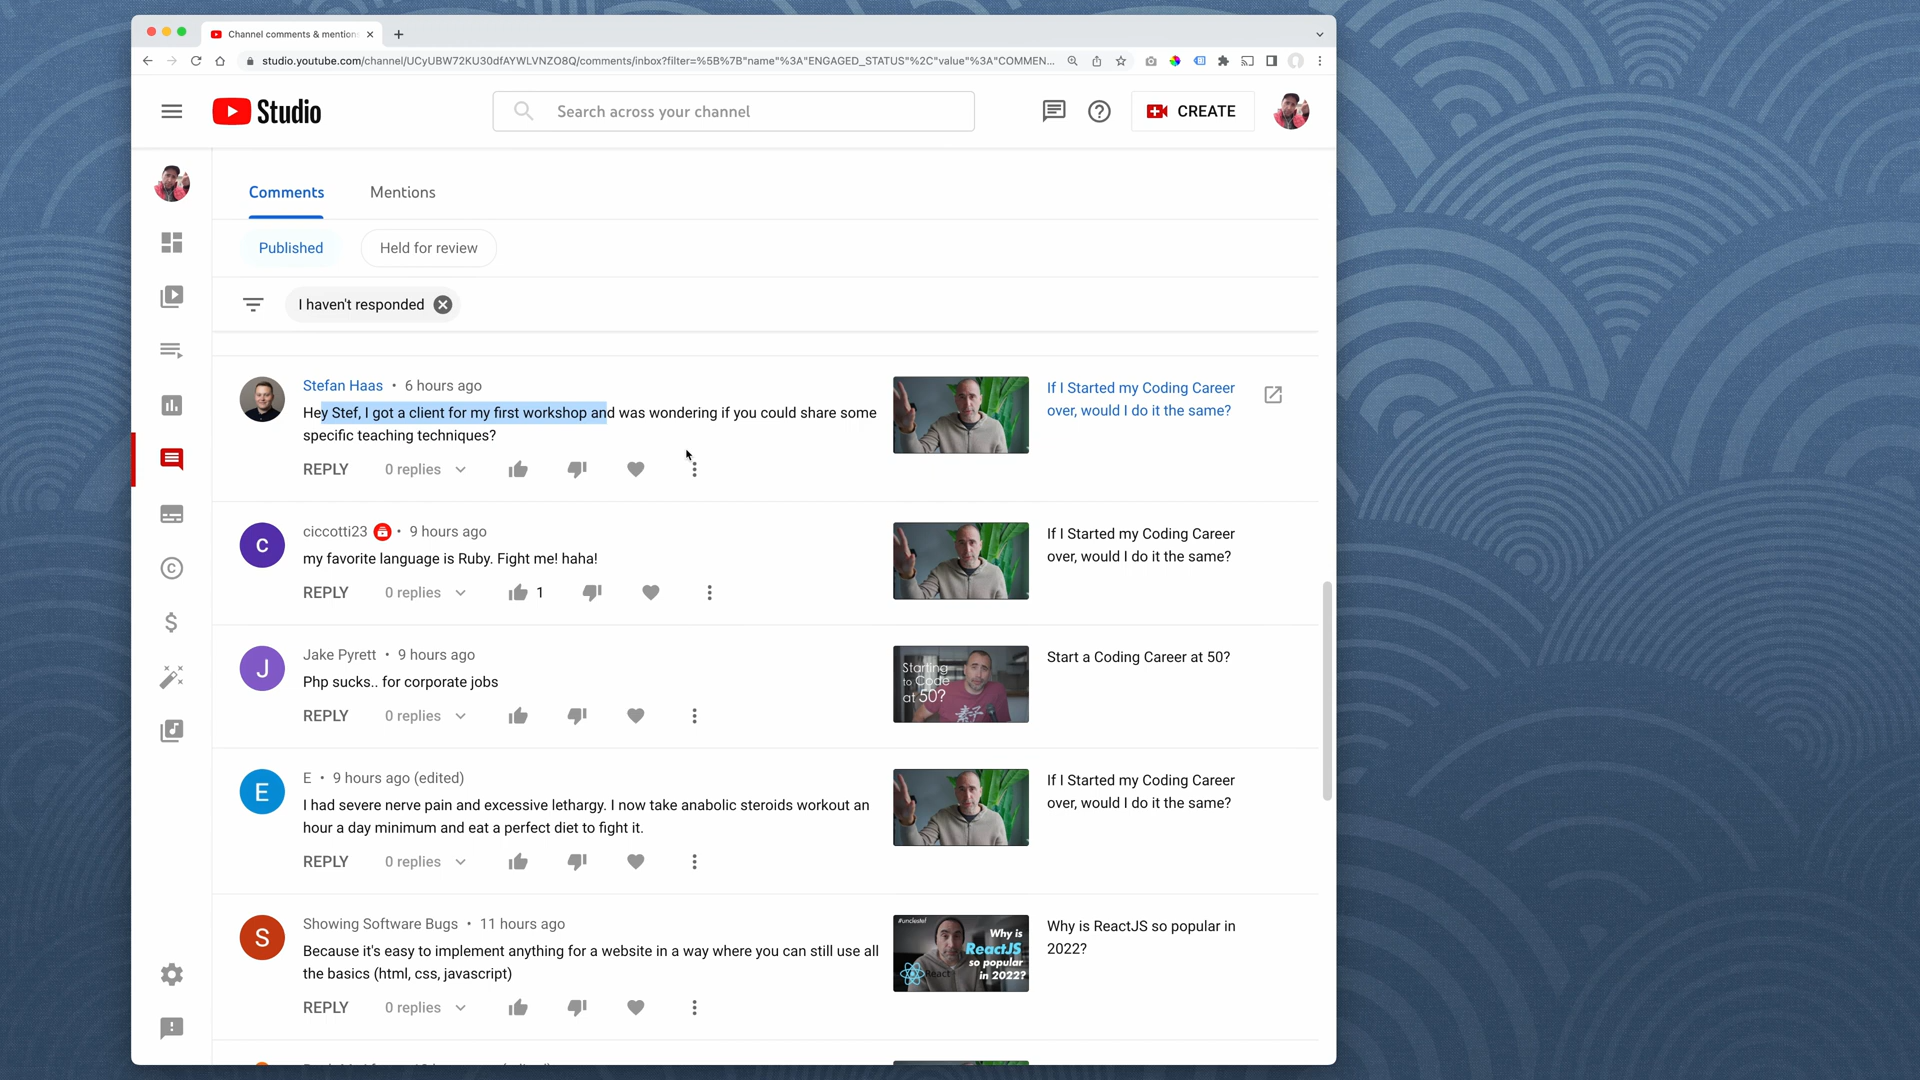 Channel comments & mention
studio.youtube.com/channel/UCyUBW72KU30dfAYWLVNZO8Q/comments/inbox?filter=%5B%7B"name"%3A"ENGAGED_STATUS"%2C"value"%3A"COMMEN...
Studio
Search across your channel
CREATE
Comments
Mentions
Published
Held for review
I haven't responded
Stefan Haas • 6 hours ago
Hey Stef, I got a client for my first workshop and was wondering if you could share some
specific teaching techniques?
REPLY 0 replies
If I Started my Coding Career
over, would I do it the same?
C
ciccotti23 • 9 hours ago
my favorite language is Ruby. Fight me! haha!
REPLY 0 replies 1
If I Started my Coding Career
over, would I do it the same?
J
Jake Pyrett • 9 hours ago
Php sucks.. for corporate jobs
REPLY 0 replies
Starting
to Code
at 50?
Start a Coding Career at 50?
E
E • 9 hours ago (edited)
I had severe nerve pain and excessive lethargy. I now take anabolic steroids workout an
hour a day minimum and eat a perfect diet to fight it.
REPLY 0 replies
If I Started my Coding Career
over, would I do it the same?
S
Showing Software Bugs • 11 hours ago
Because it's easy to implement anything for a website in a way where you can still use all
the basics (html, css, javascript)
REPLY 0 replies
#unclestef
Why is
ReactJS
so popular
in 2022?
React
Why is ReactJS so popular in
2022?